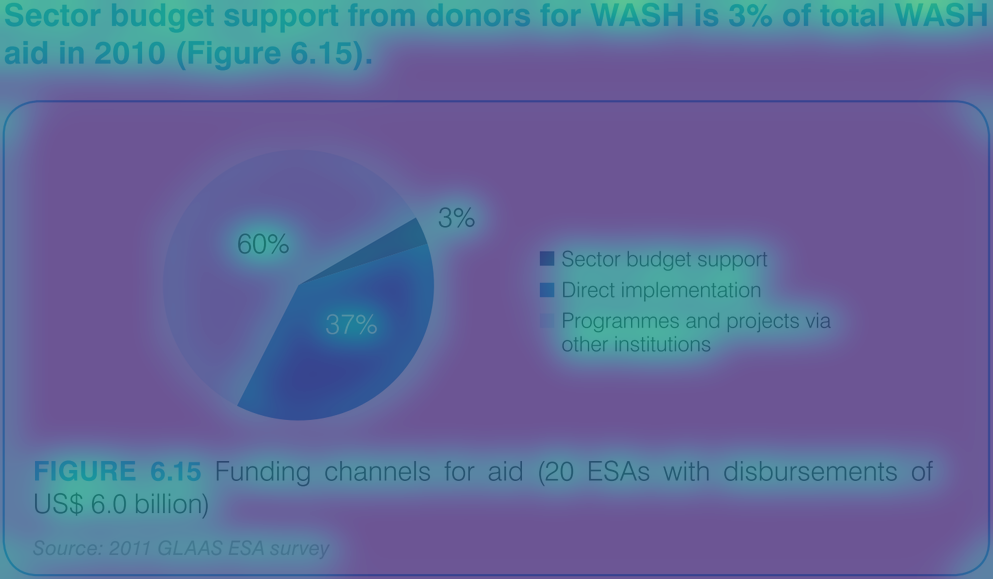 Sector budget support from donors for WASH is 3% of total WASH
aid in 2010 (Figure 6.15).
3%
60%
37%
Sector budget support
Direct implementation
Programmes and projects via
other institutions
FIGURE 6.15 Funding channels for aid (20 ESAs with disbursements of
US$ 6.0 billion)
Source: 2011 GLAAS ESA survey